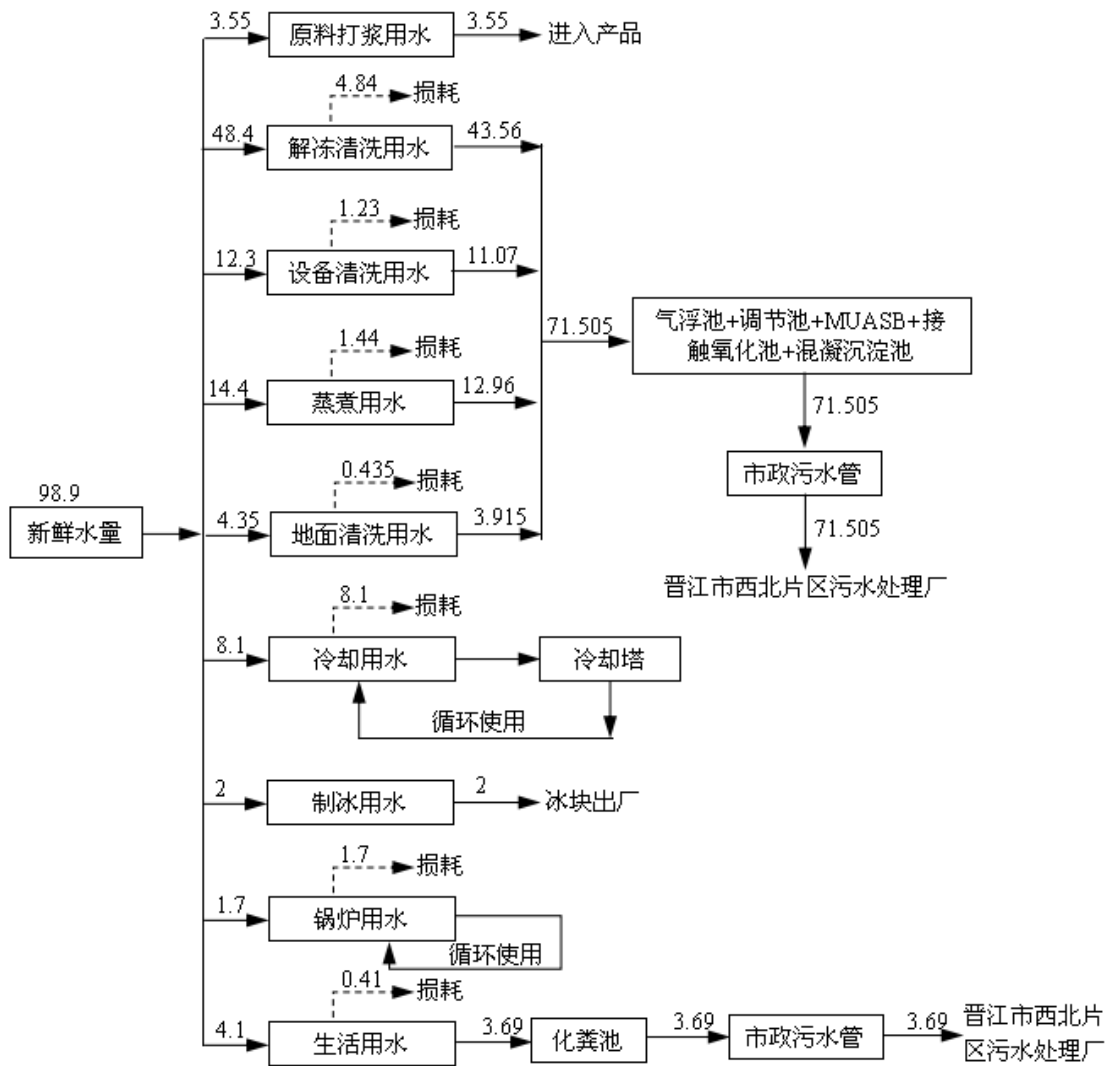 3.55
原料打浆用水
3.55
进入产品
4.84
损耗
48.4
解冻清洗用水
43.56
1.23
损耗
12.3
设备清洗用水
11.07
71.505
气浮池+调节池+MUASB+接
触氧化池+混凝沉淀池
1.44
损耗
14.4
蒸煮用水
12.96
71.505
市政污水管
0.435
损耗
98.9
新鲜水量
4.35
地面清洗用水
3.915
71.505
晋江市西北片区污水处理厂
8.1
损耗
8.1
冷却用水
冷却塔
循环使用
2
制冰用水
2
冰块出厂
1.7
损耗
1.7
锅炉用水
循环使用
0.41
损耗
4.1
生活用水
3.69
化粪池
3.69
市政污水管
3.69
晋江市西北片
区污水处理厂